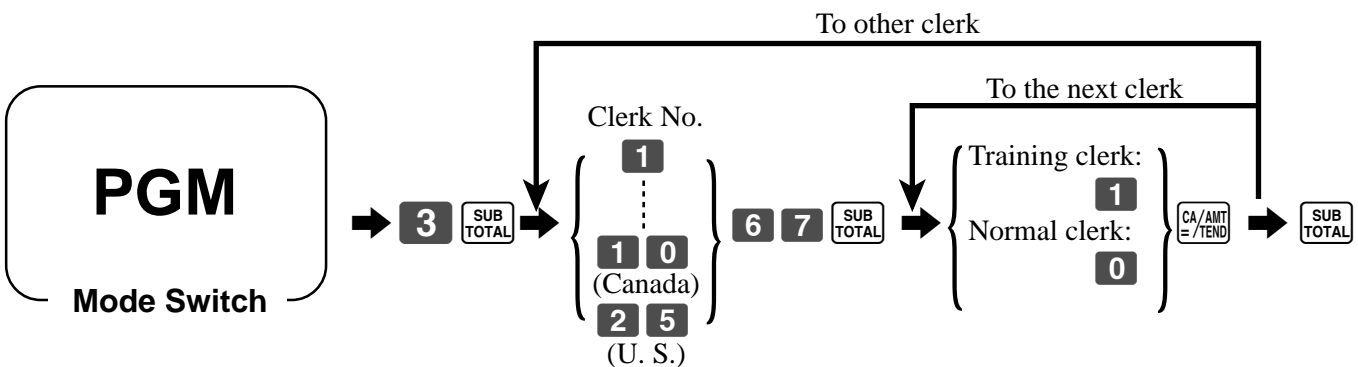 To other clerk
To the next clerk
PGM
Mode Switch
3 SUB TOTAL
Clerk No.
1
1 0
(Canada)
2 5
(U. S.)
6 7 SUB TOTAL
Training clerk:
1
Normal clerk:
0
CA/AMT
= /TEND
SUB TOTAL